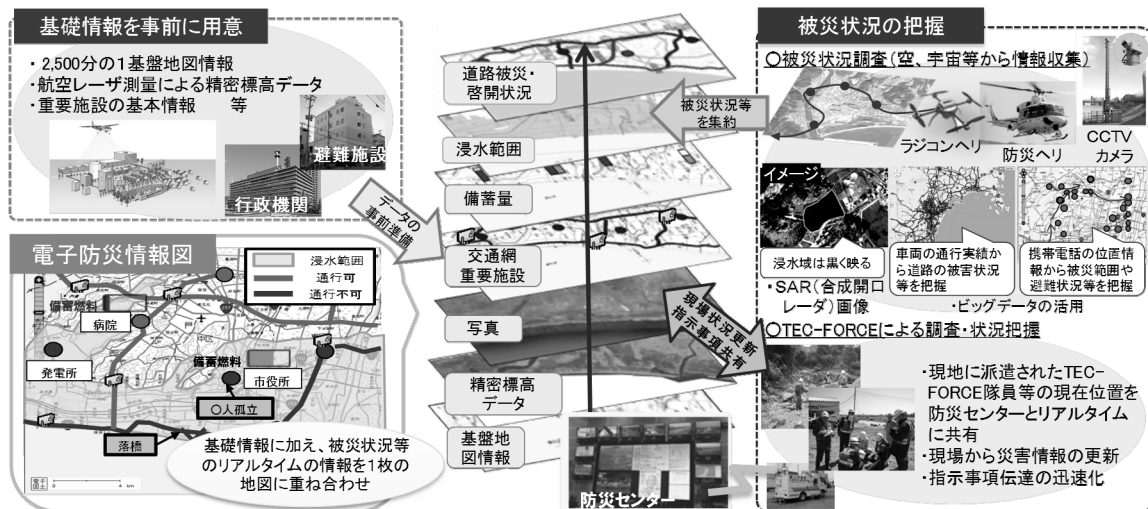 基礎情報を事前に用意
・2,500分の1基盤地図情報
・航空レーザ測量による精密標高データ
・重要施設の基本情報　等
避難施設
行政機関
データの
事前準備
電子防災情報図
浸水範囲
通行可
通行不可
備蓄燃料
病院
発電所
備蓄燃料
市役所
〇人孤立
落橋
基礎情報に加え、被災状況等
のリアルタイムの情報を1枚の
地図に重ね合わせ
電子
国土
0
4 km
道路被災・
啓開状況
浸水範囲
備蓄量
交通網
重要施設
写真
精密標高
データ
基盤地
図情報
防災センター
被災状況等
を集約
現場状況更新
指示事項共有
被災状況の把握
〇被災状況調査(空、宇宙等から情報収集)
ラジコンヘリ
防災ヘリ
CCTV
カメラ
イメージ
浸水域は黒く映る
・SAR(合成開口
レーダ)画像
車両の通行実績か
ら道路の被害状況
等を把握
携帯電話の位置情
報から被災範囲や
避難状況等を把握
・ビッグデータの活用
〇TEC-FORCEによる調査・状況把握
・現地に派遣されたTEC-
FORCE隊員等の現在位置を
防災センターとリアルタイム
に共有
・現場から災害情報の更新
・指示事項伝達の迅速化